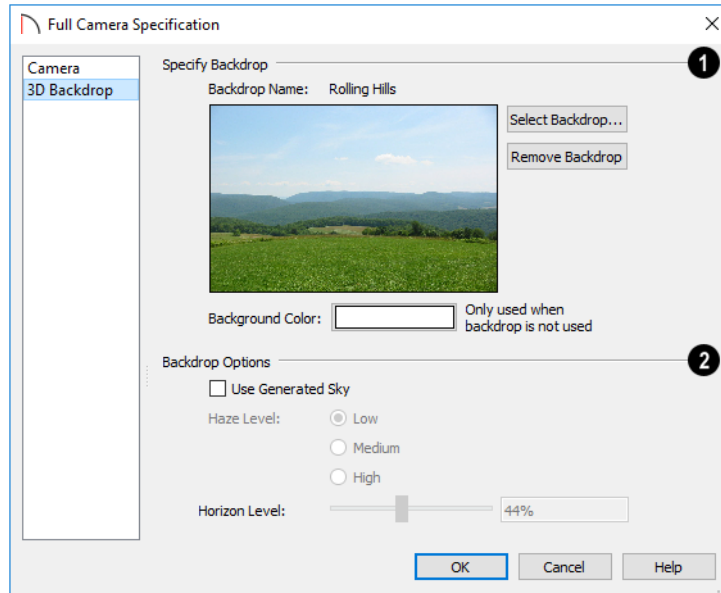 Full Camera Specification
Camera
3D Backdrop
Specify Backdrop
1
Backdrop Name: Rolling Hills
Select Backdrop...
Remove Backdrop
Background Color:
Only used when
backdrop is not used
Backdrop Options
2
Use Generated Sky
Haze Level:
Low
Medium
High
Horizon Level:
44%
OK
Cancel
Help